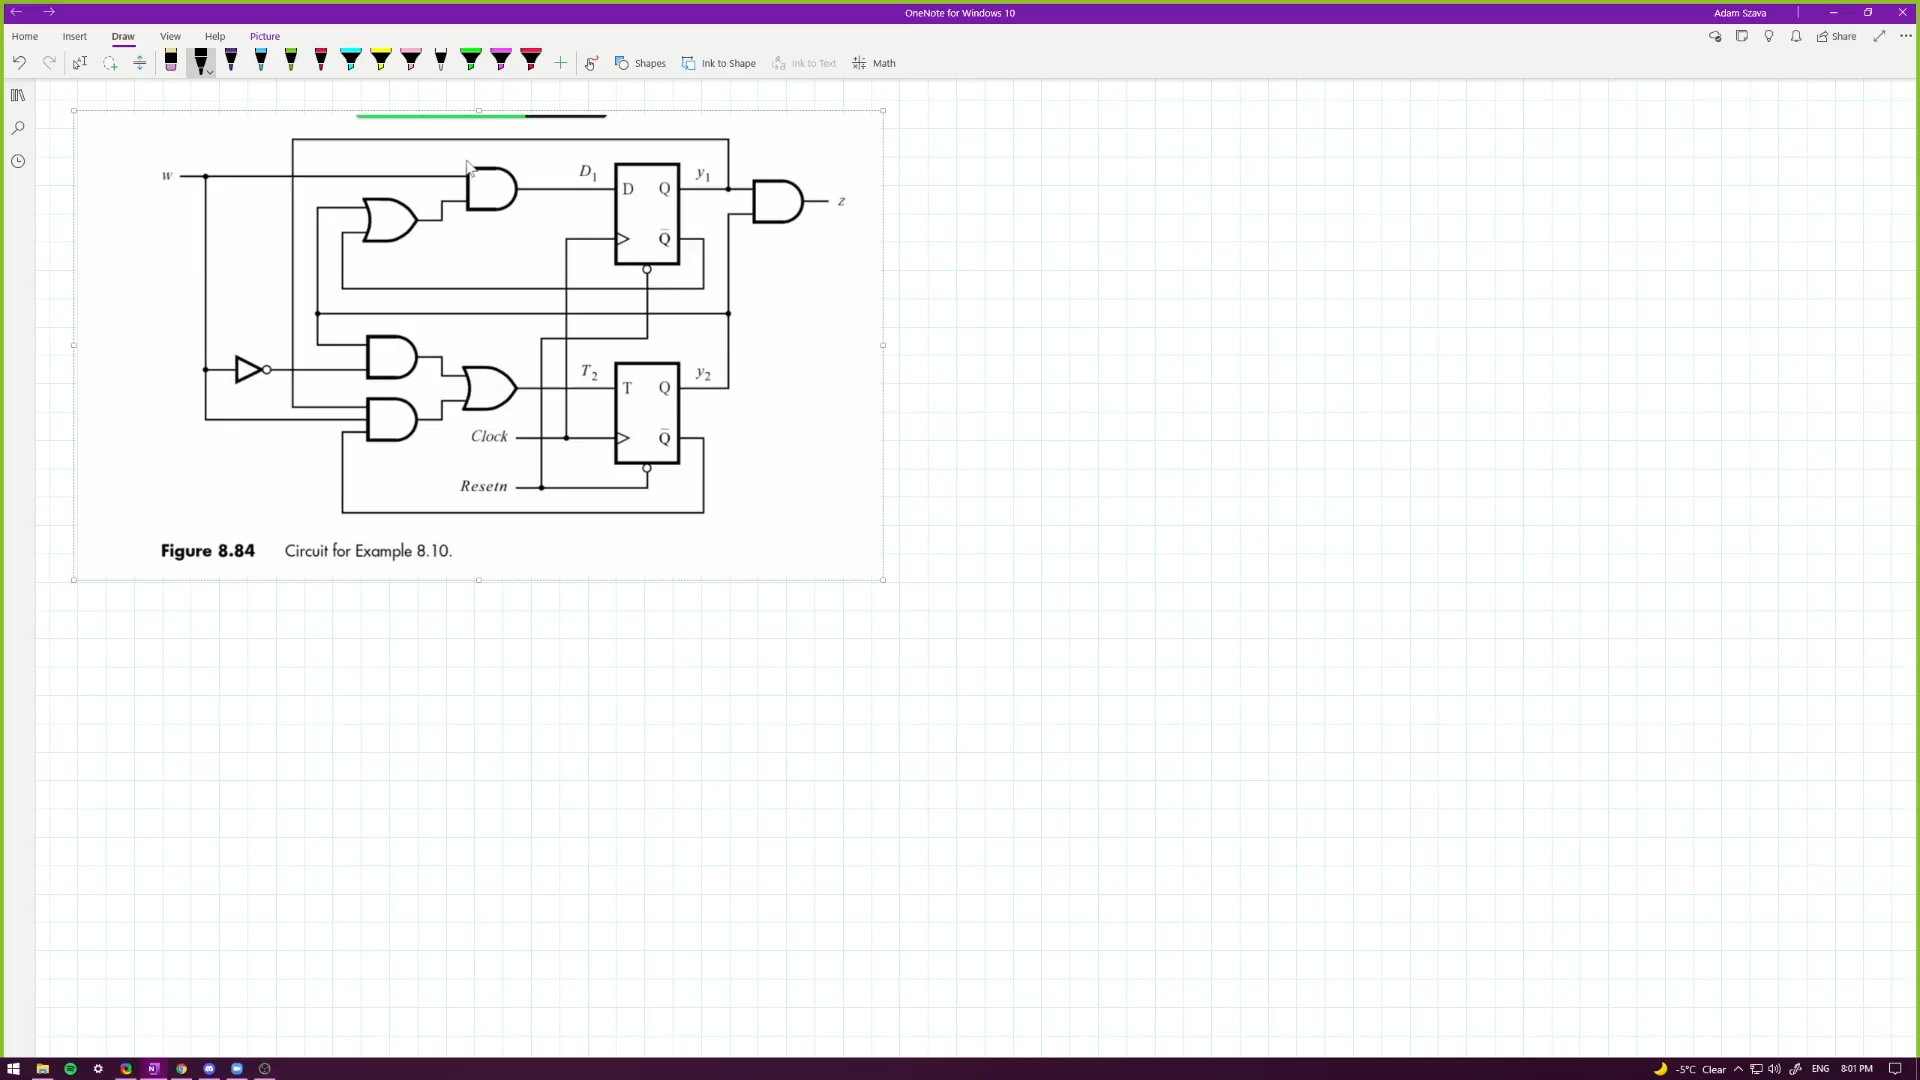 OneNote for Windows 10
Adam Szava
Home Insert Draw View Help Picture
Share
Shapes Ink to Shape Ink to Text Math
w
D1
D Q
y1
z
Q̅
T2
T Q
y2
Clock
Q̅
Resetn
Figure 8.84 Circuit for Example 8.10.
-5°C Clear ENG 8:01 PM